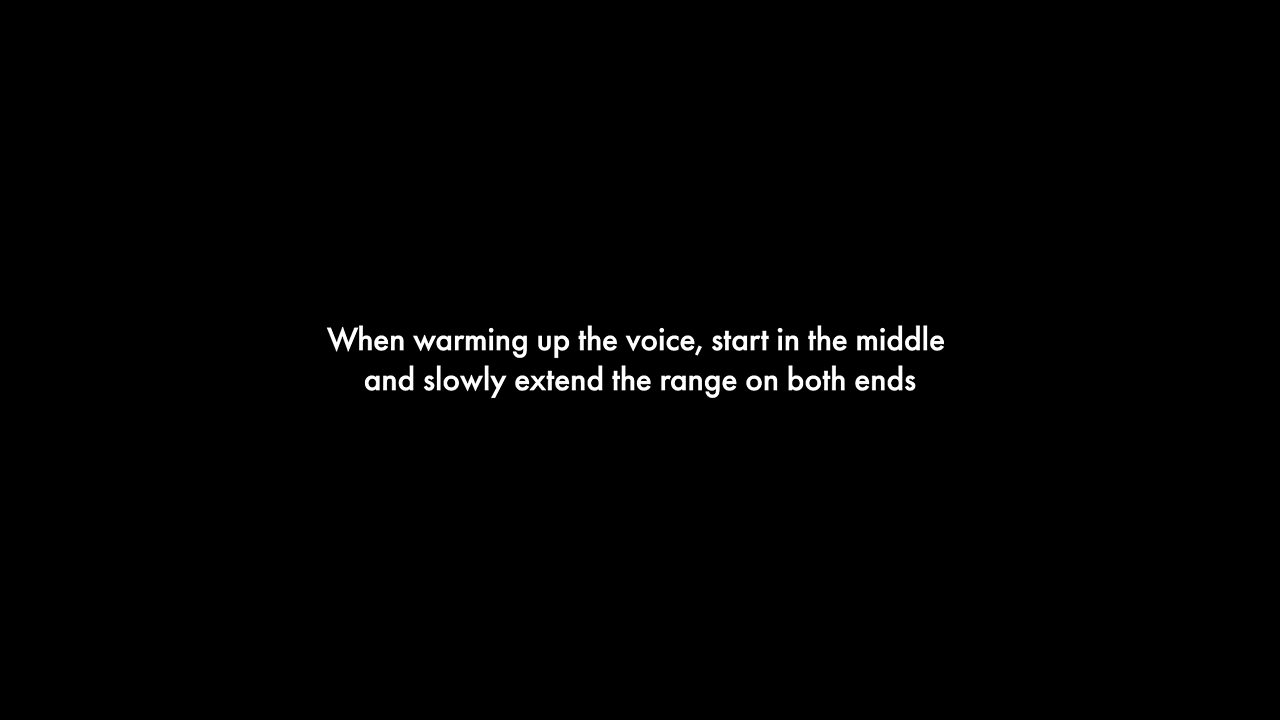 When warming up the voice, start in the middle
and slowly extend the range on both ends